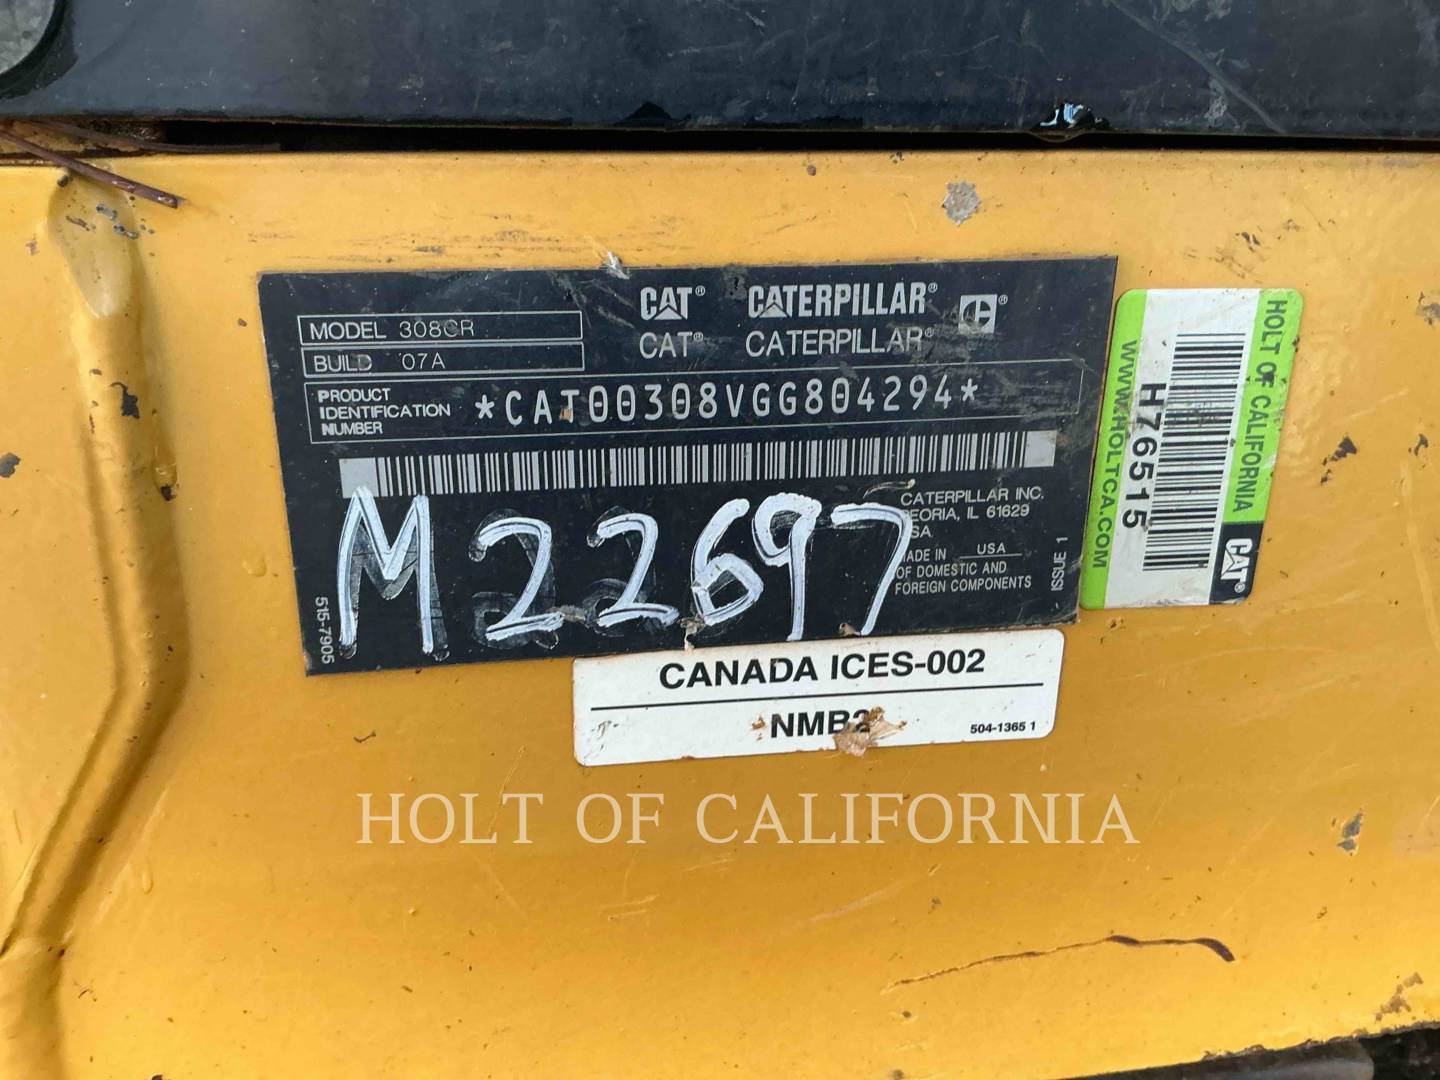 MODEL 308CR
BUILD 07A
CAT® CATERPILLAR® ®
CAT® CATERPILLAR®
PRODUCT
IDENTIFICATION
NUMBER
*CAT00308VGG804294*
CATERPILLAR INC.
PEORIA, IL 61629
USA
MADE IN USA
OF DOMESTIC AND
FOREIGN COMPONENTS
ISSUE 1
515-7905
M22697
CANADA ICES-002
NMB2
504-1365 1
HOLT OF CALIFORNIA
H76515
WWW.HOLTCA.COM
CAT®
HOLT OF CALIFORNIA